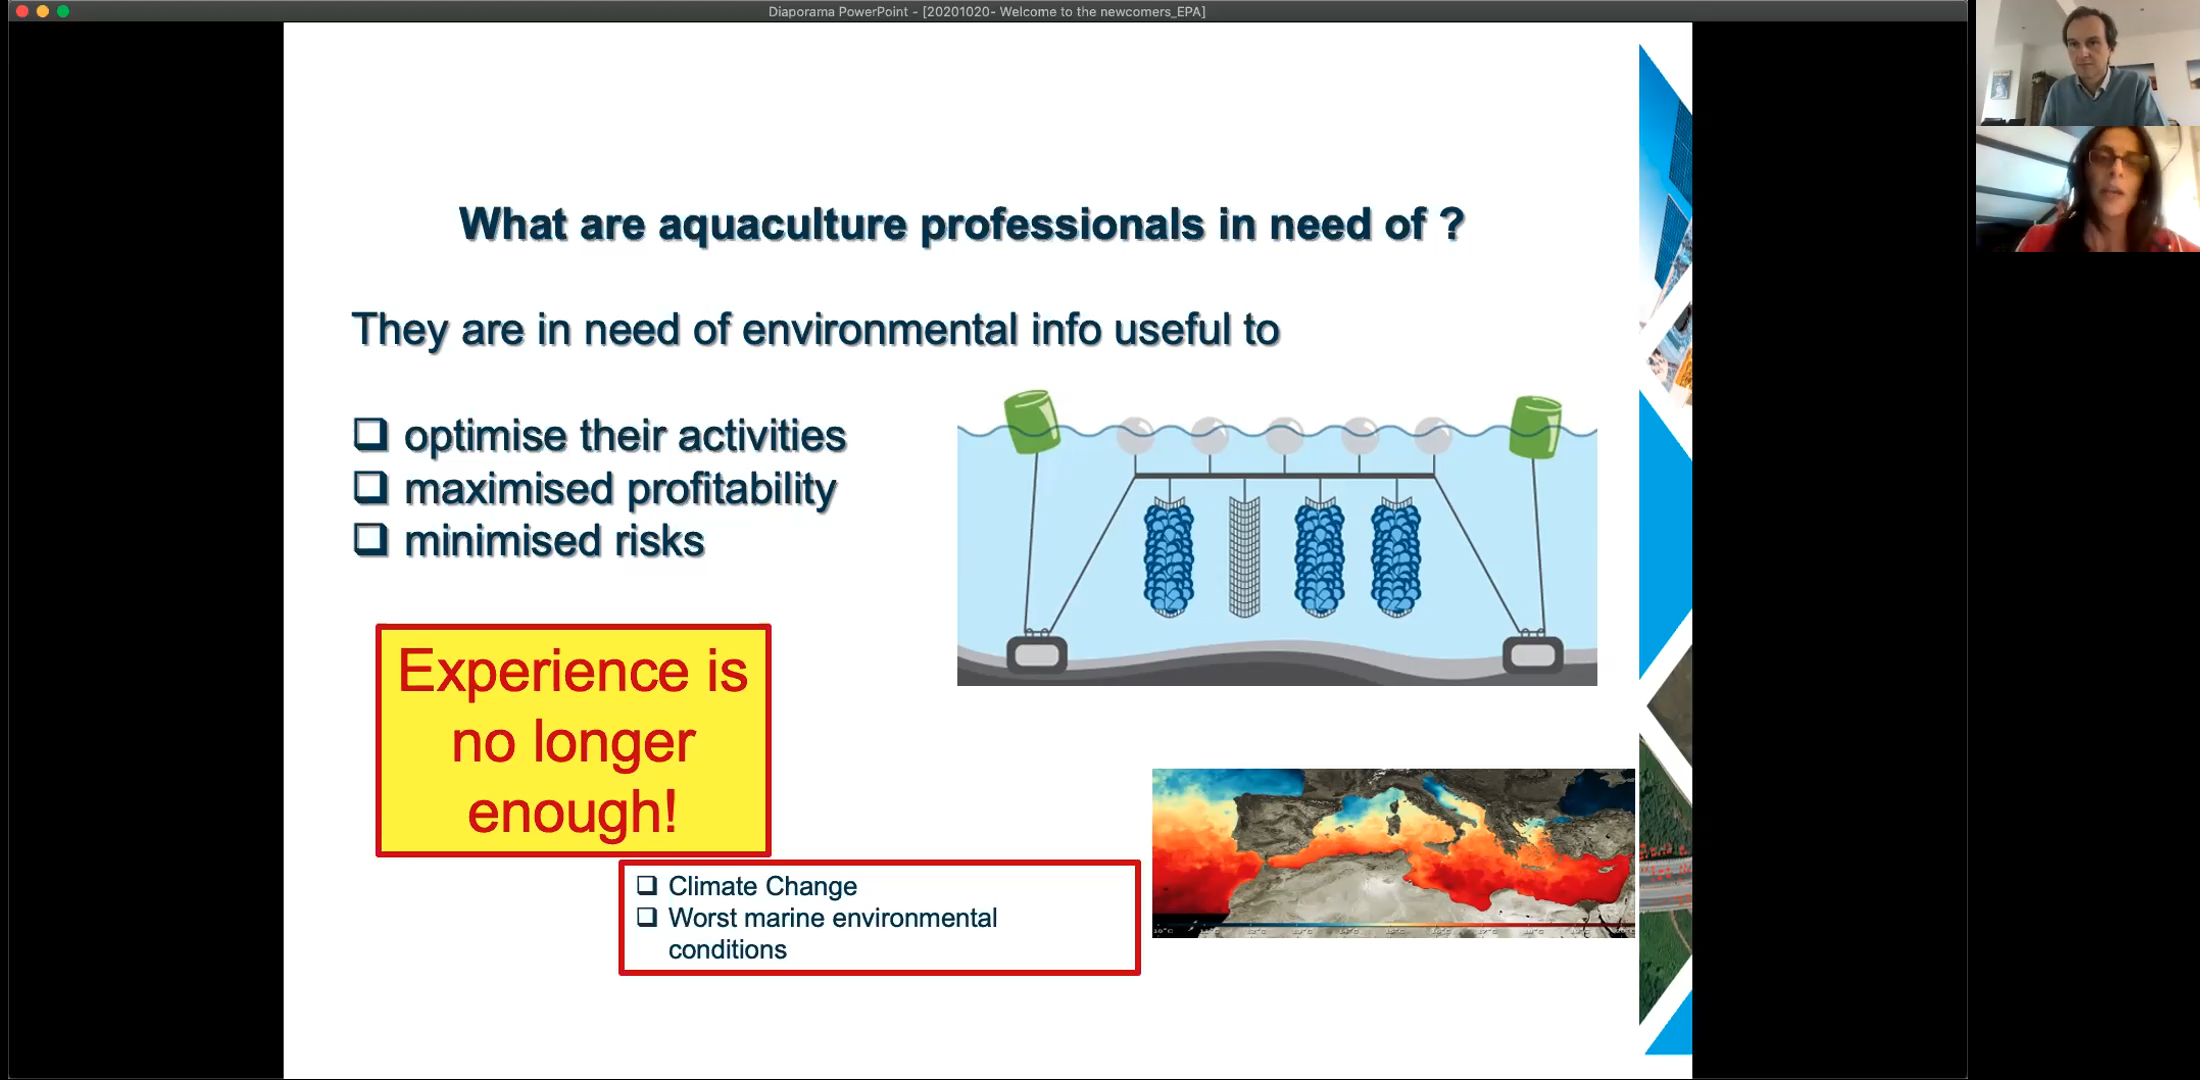 Diaporama PowerPoint - [20201020- Welcome to the newcomers_EPA]
What are aquaculture professionals in need of ?
They are in need of environmental info useful to
optimise their activities
maximised profitability
minimised risks
Experience is
no longer
enough!
Climate Change
Worst marine environmental
conditions